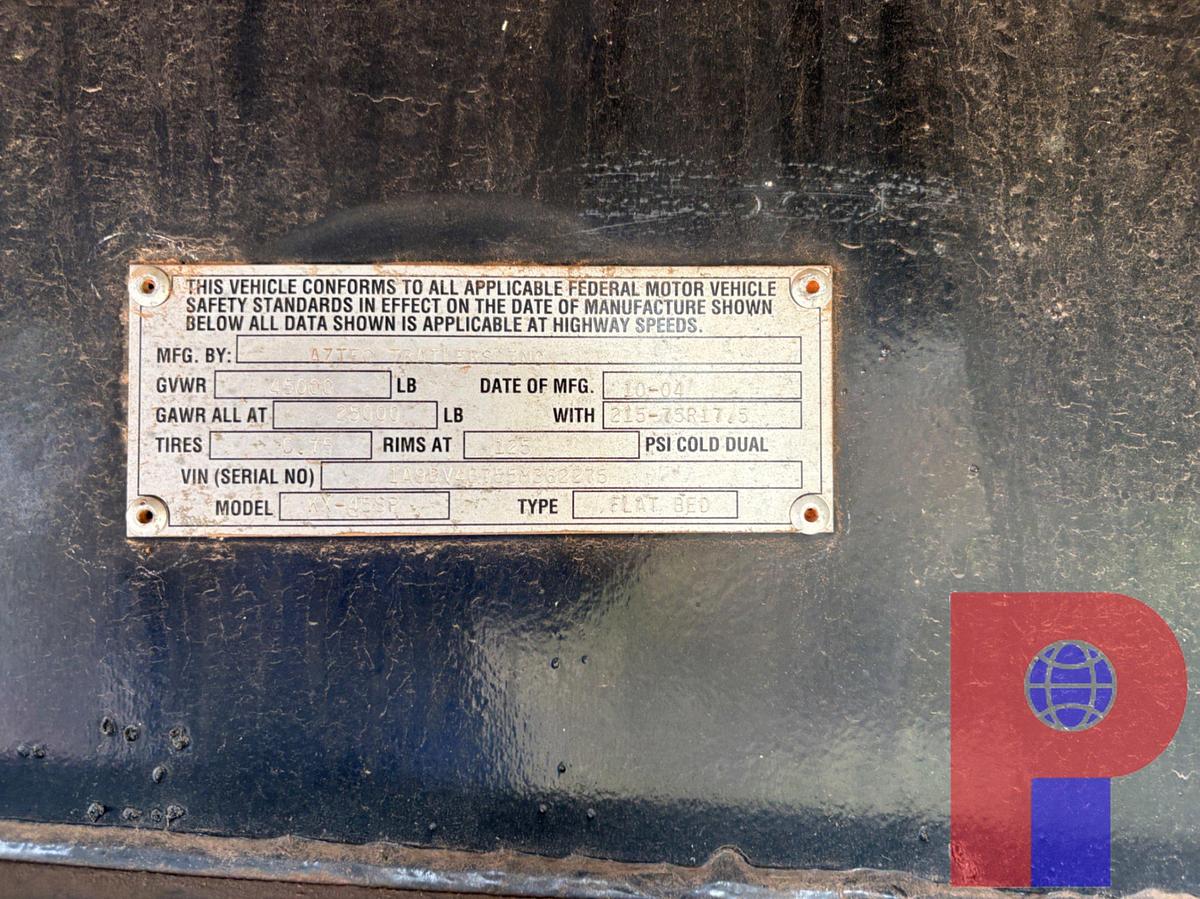 THIS VEHICLE CONFORMS TO ALL APPLICABLE FEDERAL MOTOR VEHICLE
SAFETY STANDARDS IN EFFECT ON THE DATE OF MANUFACTURE SHOWN
BELOW ALL DATA SHOWN IS APPLICABLE AT HIGHWAY SPEEDS.
MFG. BY: AZTEC TRAILERS INC
GVWR 45000 LB DATE OF MFG. 10-04
GAWR ALL AT 25000 LB WITH 215-75R17.5
TIRES RIMS AT 125 PSI COLD DUAL
VIN (SERIAL NO)
MODEL TYPE FLAT BED